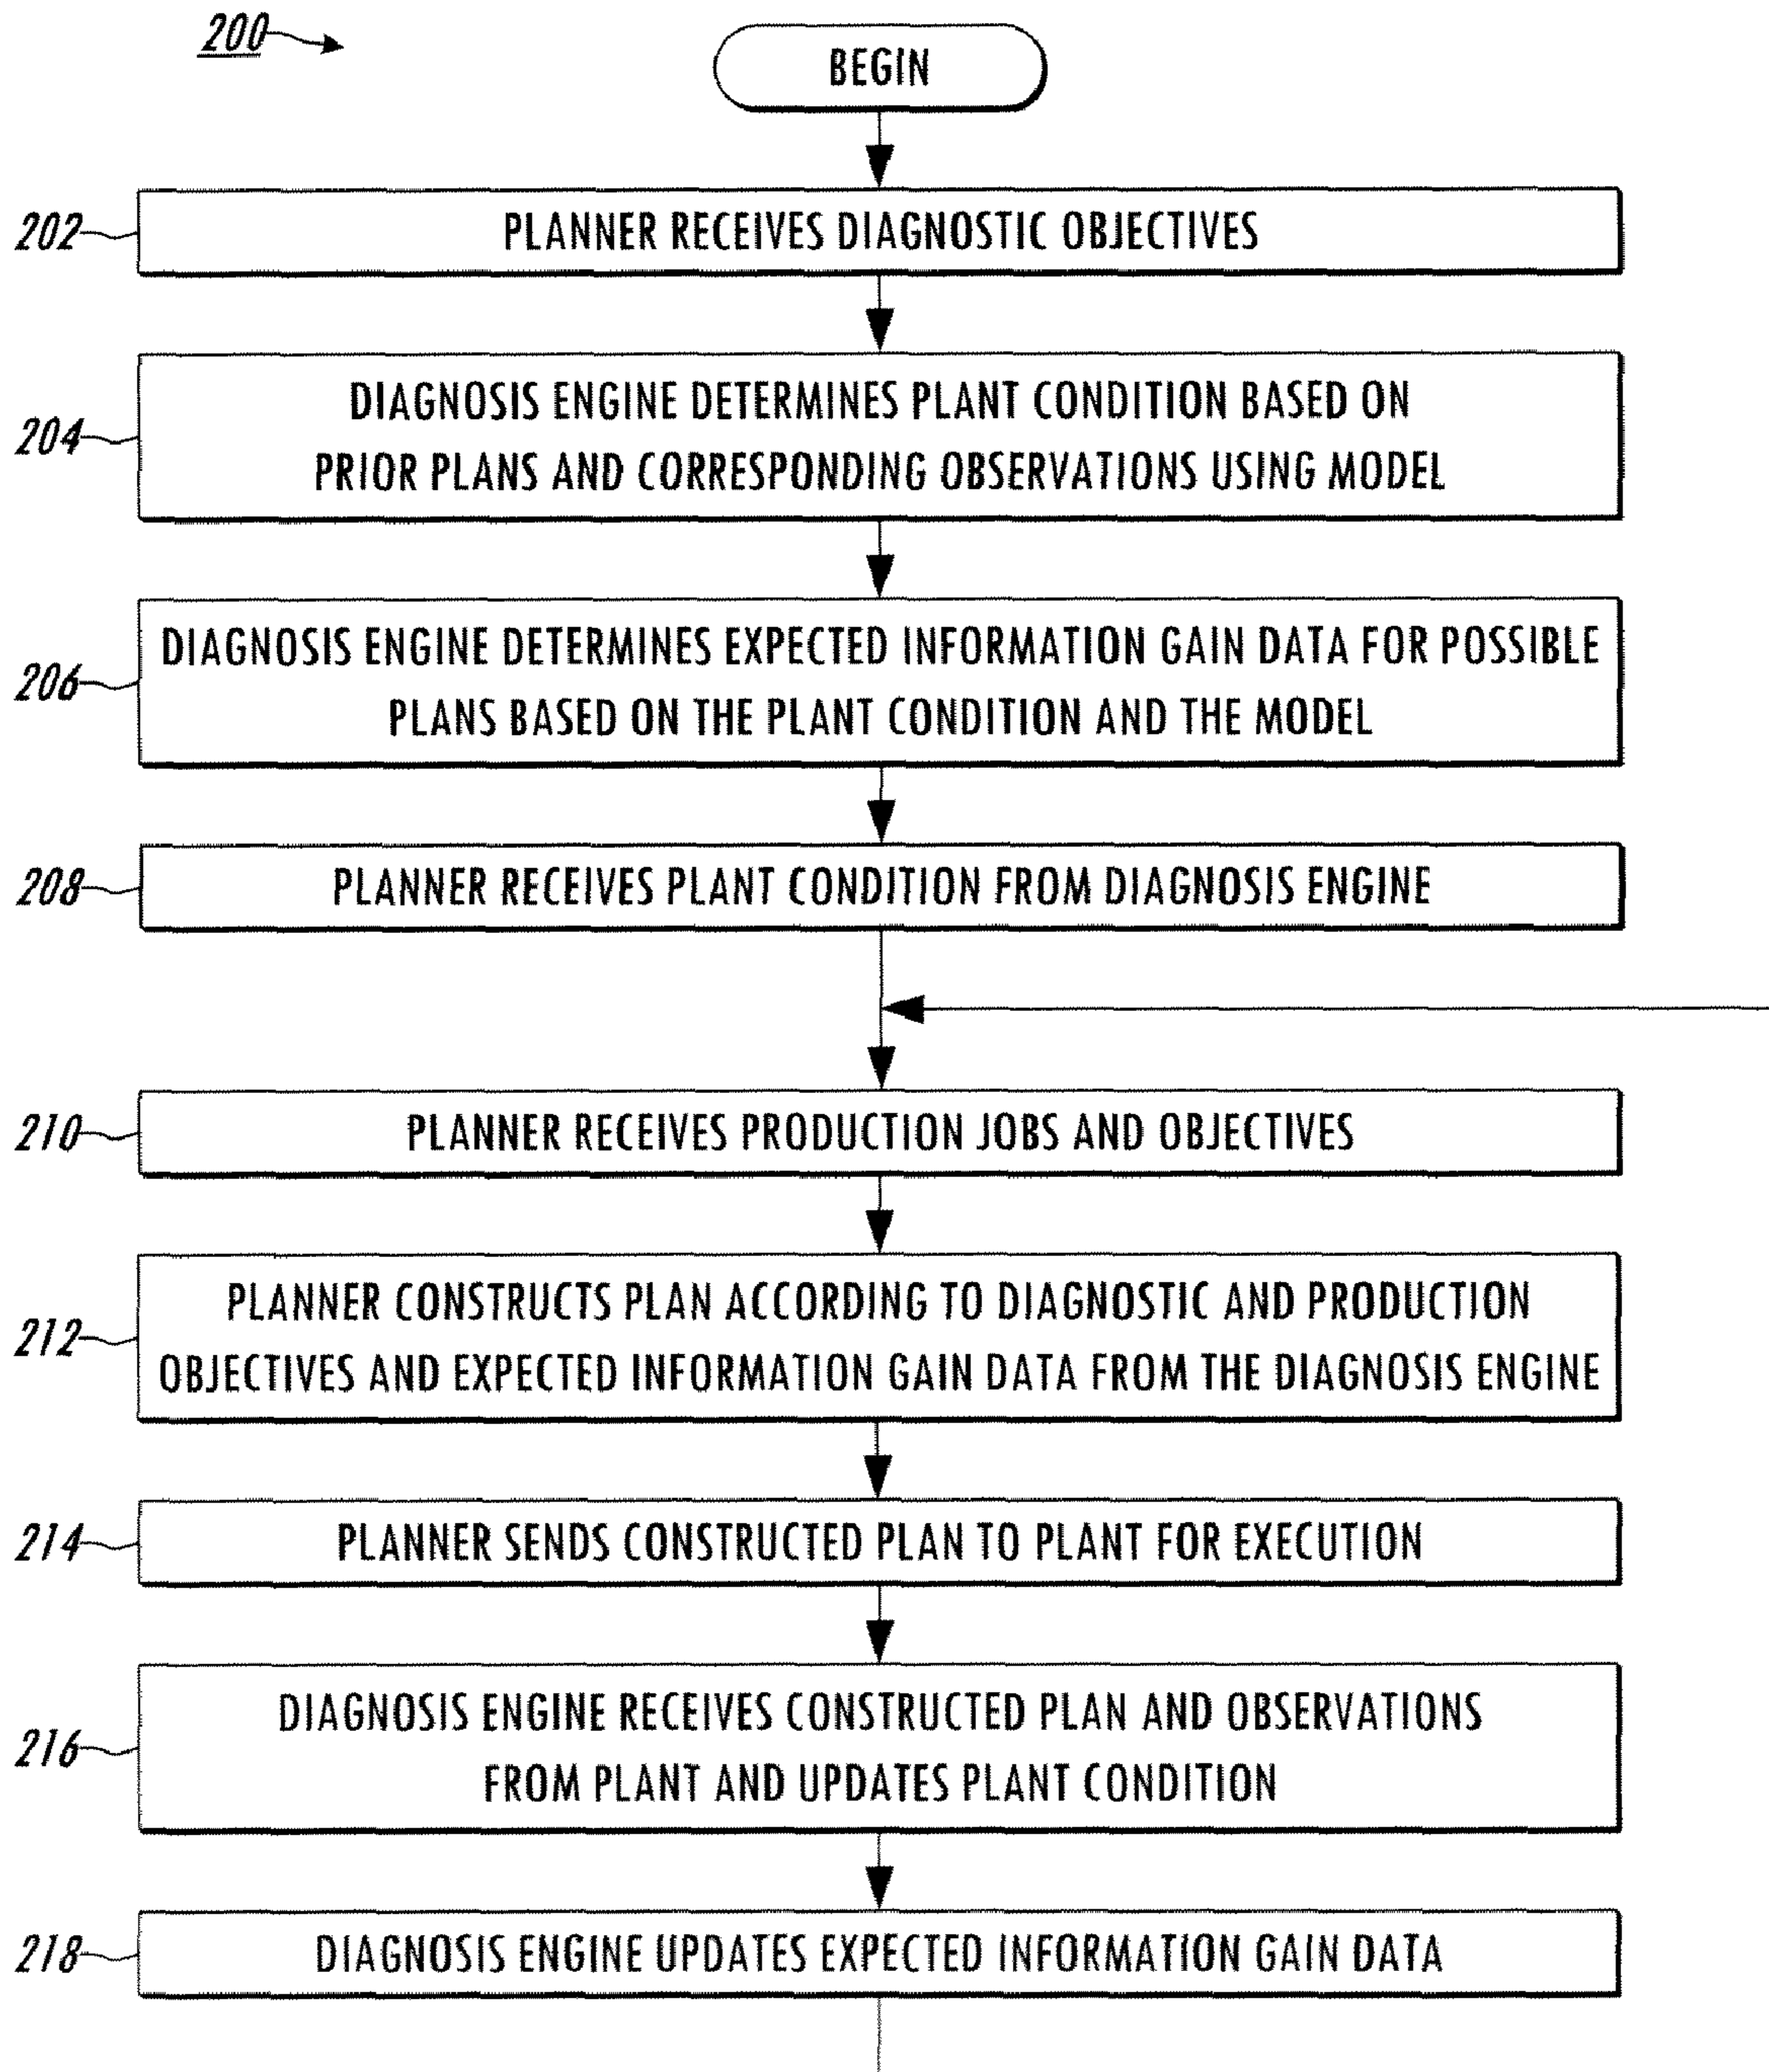 200
BEGIN
202
PLANNER RECEIVES DIAGNOSTIC OBJECTIVES
204
DIAGNOSIS ENGINE DETERMINES PLANT CONDITION BASED ON
PRIOR PLANS AND CORRESPONDING OBSERVATIONS USING MODEL
206
DIAGNOSIS ENGINE DETERMINES EXPECTED INFORMATION GAIN DATA FOR POSSIBLE
PLANS BASED ON THE PLANT CONDITION AND THE MODEL
208
PLANNER RECEIVES PLANT CONDITION FROM DIAGNOSIS ENGINE
210
PLANNER RECEIVES PRODUCTION JOBS AND OBJECTIVES
212
PLANNER CONSTRUCTS PLAN ACCORDING TO DIAGNOSTIC AND PRODUCTION
OBJECTIVES AND EXPECTED INFORMATION GAIN DATA FROM THE DIAGNOSIS ENGINE
214
PLANNER SENDS CONSTRUCTED PLAN TO PLANT FOR EXECUTION
216
DIAGNOSIS ENGINE RECEIVES CONSTRUCTED PLAN AND OBSERVATIONS
FROM PLANT AND UPDATES PLANT CONDITION
218
DIAGNOSIS ENGINE UPDATES EXPECTED INFORMATION GAIN DATA